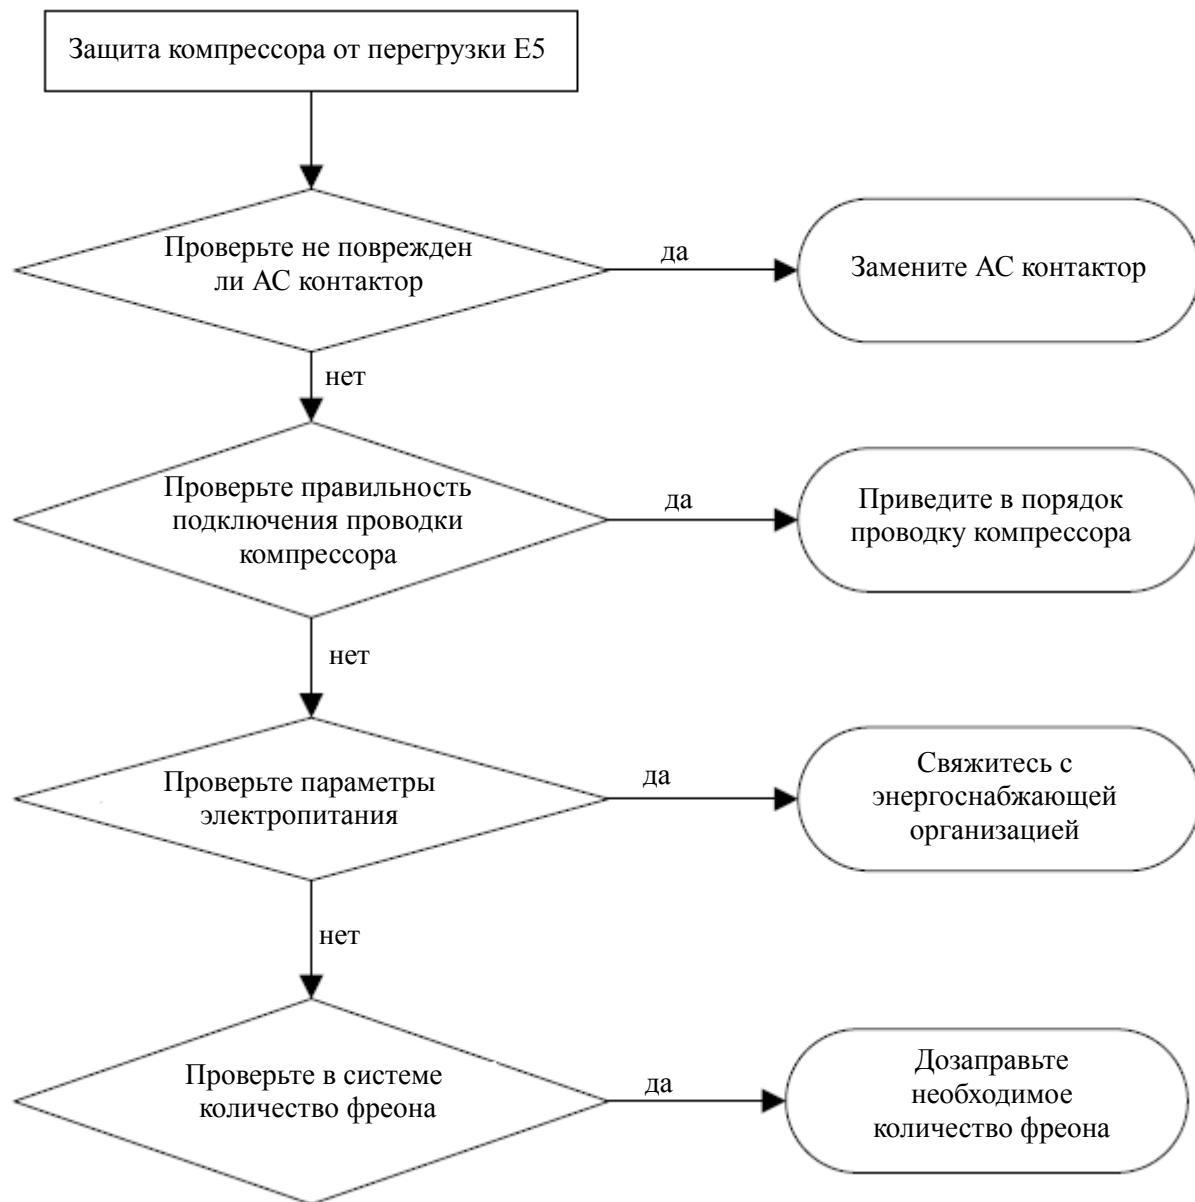 Защита компрессора от перегрузки E5
Проверьте не поврежден
ли АС контактор
да
Замените АС контактор
нет
Проверьте правильность
подключения проводки
компрессора
да
Приведите в порядок
проводку компрессора
нет
Проверьте параметры
электропитания
да
Свяжитесь с
энергоснабжающей
организацией
нет
Проверьте в системе
количество фреона
да
Дозаправьте
необходимое
количество фреона